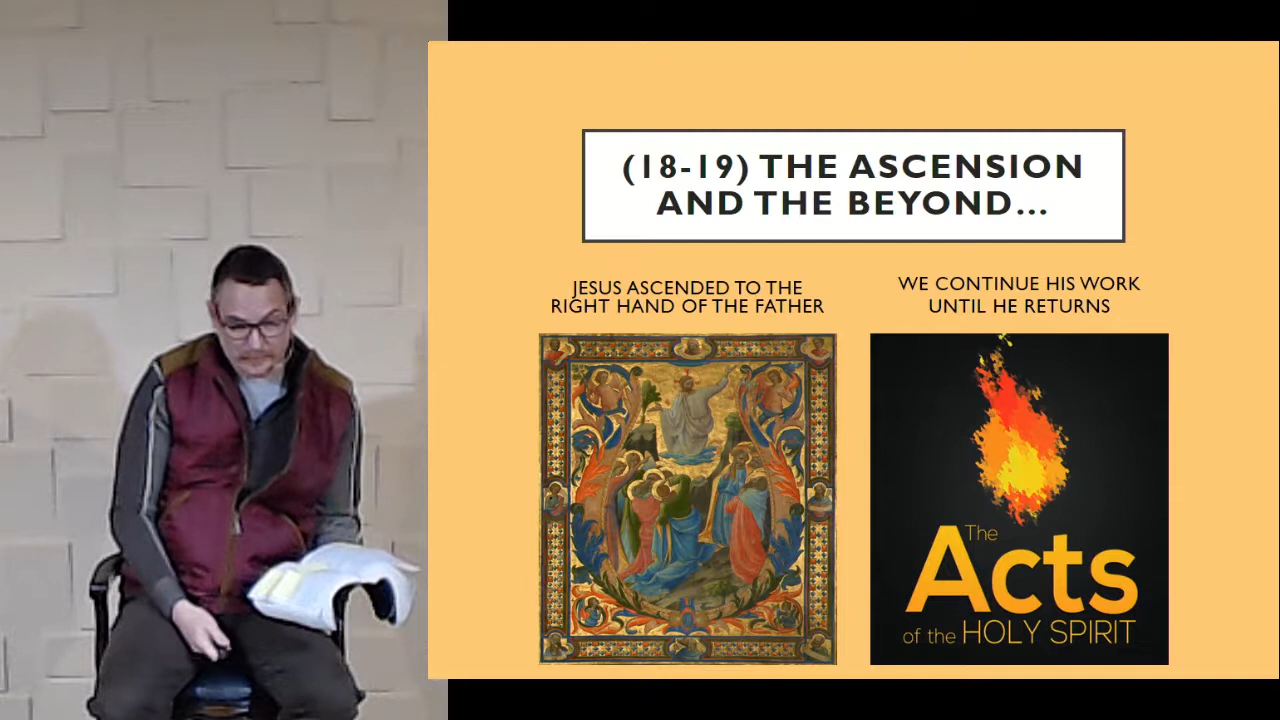 (18-19) THE ASCENSION
AND THE BEYOND...
JESUS ASCENDED TO THE
RIGHT HAND OF THE FATHER
WE CONTINUE HIS WORK
UNTIL HE RETURNS
The
Acts
of the HOLY SPIRIT